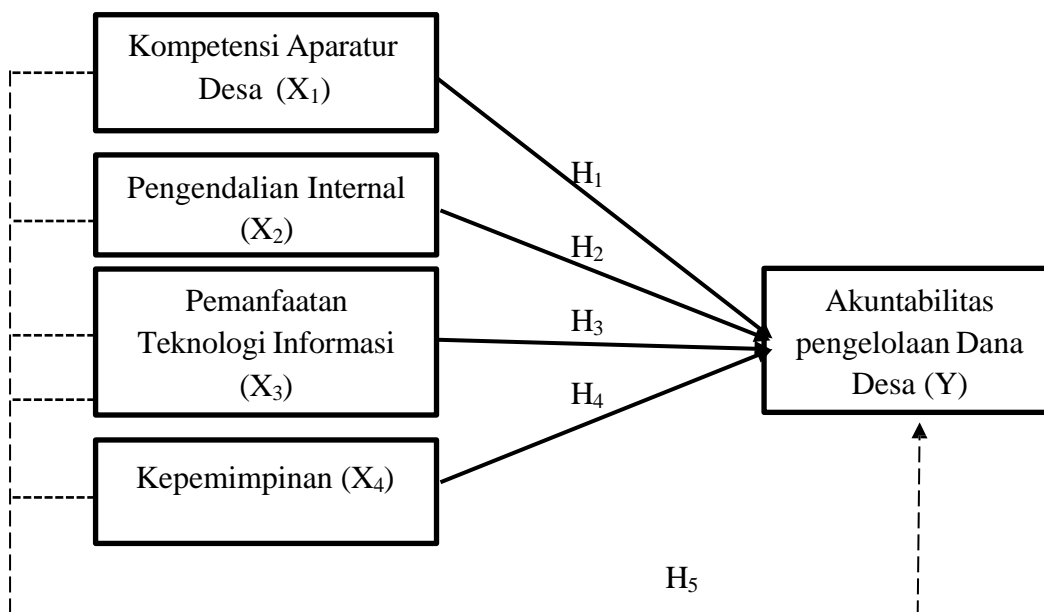 Kompetensi Aparatur
Desa (X₁)
Pengendalian Internal
(X₂)
Pemanfaatan
Teknologi Informasi
(X₃)
Kepemimpinan (X₄)
H₁
H₂
H₃
H₄
Akuntabilitas
pengelolaan Dana
Desa (Y)
H₅